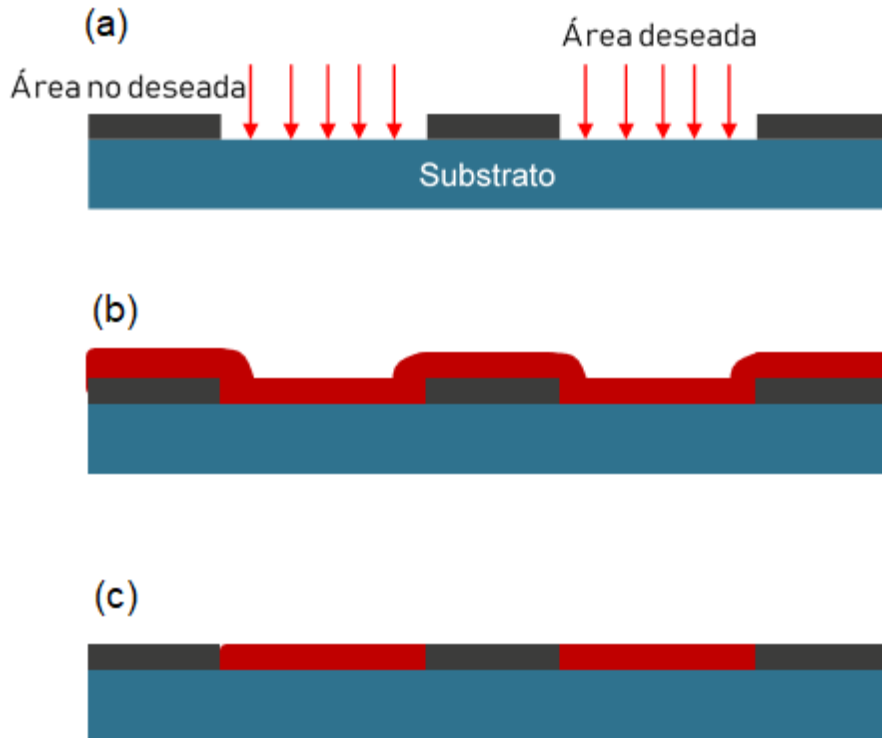 (a)
Área deseada
Área no deseada
Substrato
(b)
(c)